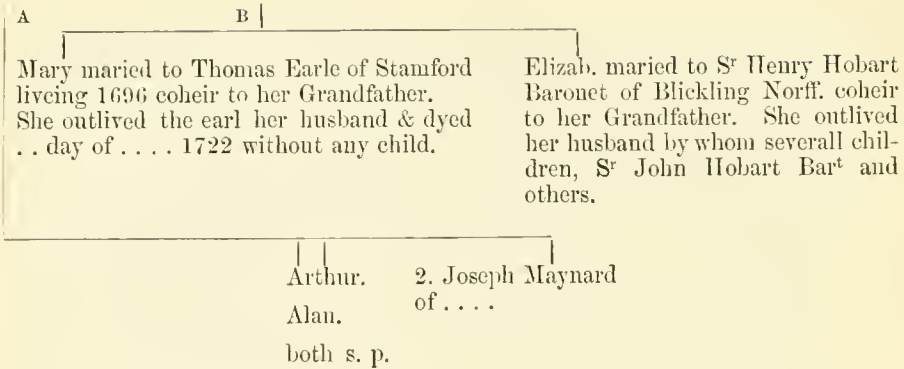 A
B
Mary maried to Thomas Earle of Stamford
liveing 1696 coheir to her Grandfather.
She outlived the earl her husband & dyed
. . day of . . . . 1722 without any child.
Elizab. maried to Sʳ Henry Hobart
Baronet of Blickling Norff. coheir
to her Grandfather. She outlived
her husband by whom severall chil-
dren, Sʳ John Hobart Barᵗ and
others.
Arthur.
Alan.
both s. p.
2. Joseph Maynard
of . . . .